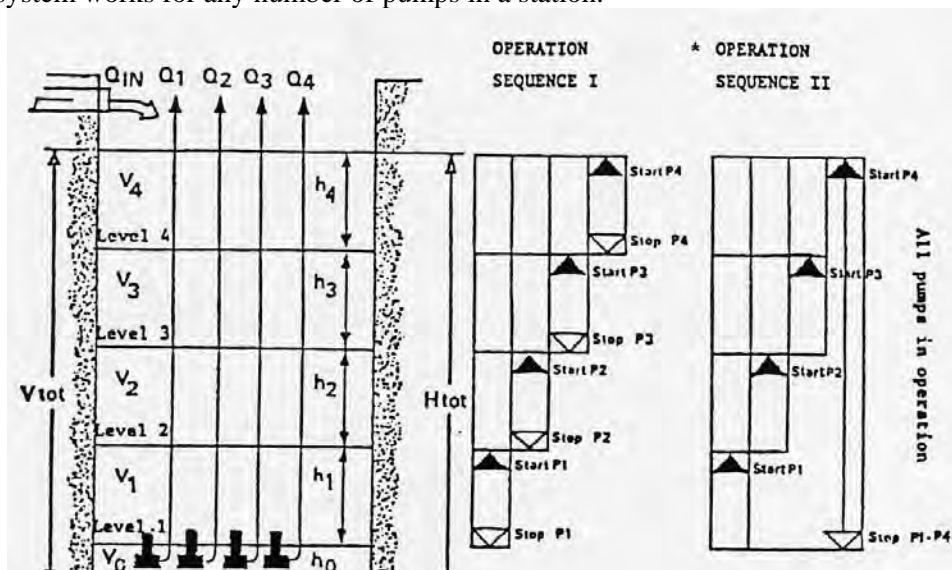 system works for any number of pumps in a station.
OPERATION
SEQUENCE I
* OPERATION
SEQUENCE II
QIN Q1 Q2 Q3 Q4
V4
h4
Level 4
V3
h3
Level 3
V2
h2
Level 2
V1
h1
Level 1
h0
Vtot
Htot
Start P4
Stop P4
Start P3
Stop P3
Start P2
Stop P2
Start P1
Stop P1
Start P4
Start P3
Start P2
Start P1
Stop P1-P4
All pumps in operation